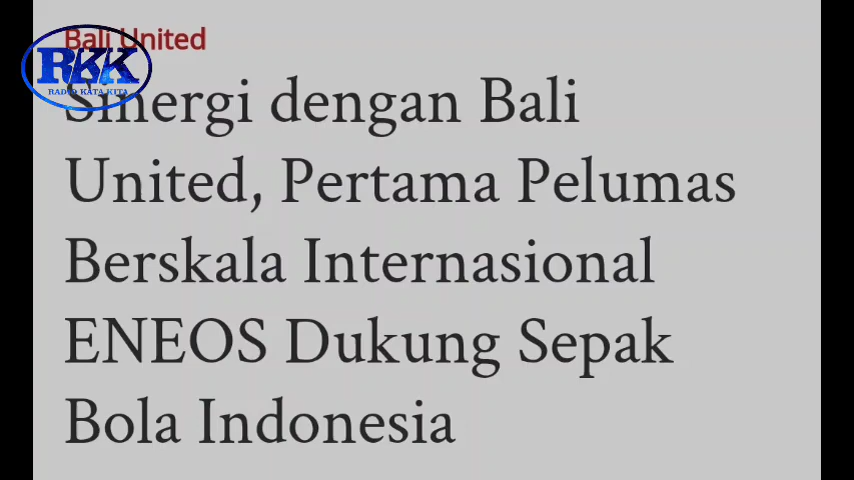 Bali United
RKK
RADIO KATA KITA
Sinergi dengan Bali
United, Pertama Pelumas
Berskala Internasional
ENEOS Dukung Sepak
Bola Indonesia